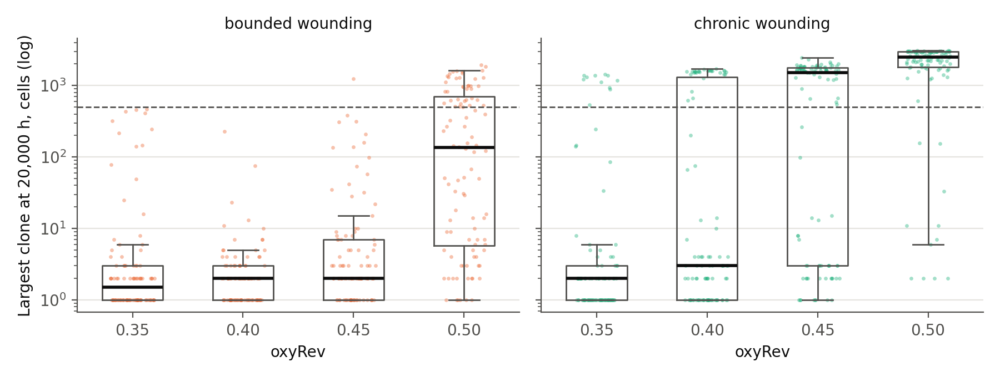 bounded wounding
chronic wounding
Largest clone at 20,000 h, cells (log)
10³
10²
10¹
10⁰
0.35 0.40 0.45 0.50
0.35 0.40 0.45 0.50
oxyRev
oxyRev